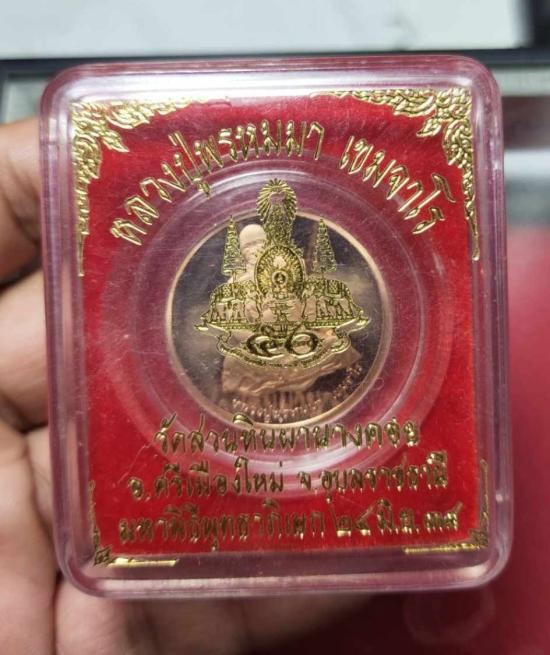 หลวงปู่พรหมมา เขมจาโร
๕๐
วัดสวนหินผานางคอย
อ.ศรีเมืองใหม่ จ.อุบลราชธานี
มหาพิธีพุทธาภิเษก ๒๔ มิ.ย. ๓๙